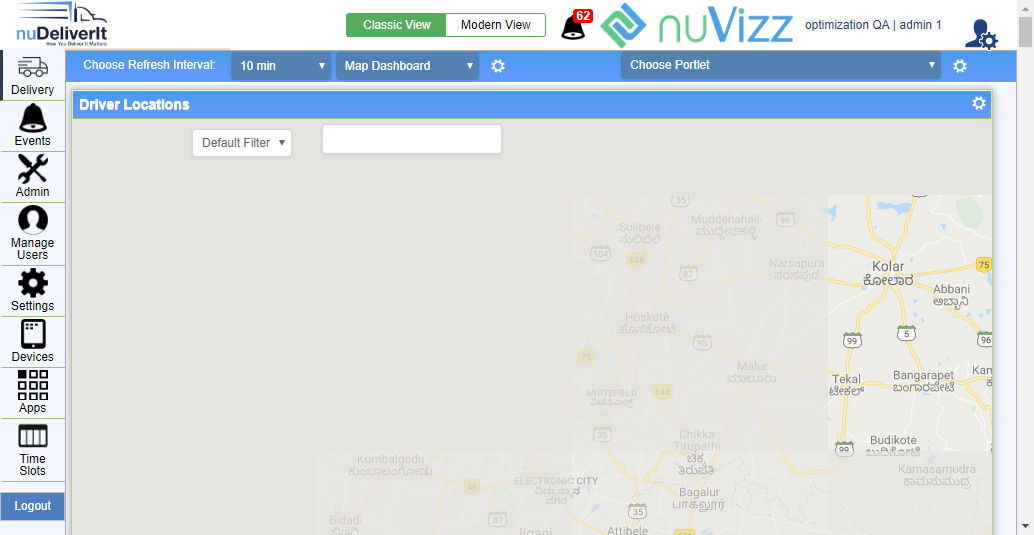 nuDeliverIt
How You Deliver It Matters
Classic View
Modern View
62
nuVizz
optimization QA | admin 1
Choose Refresh Interval:
10 min
Map Dashboard
Choose Portlet
Delivery
Events
Admin
Manage
Users
Settings
Devices
Apps
Time
Slots
Logout
Driver Locations
Default Filter
35
Sulibele
ಸುಲಿಬೆಲೆ
Muddenahalli
ಮುದ್ದೇನಹಳ್ಳಿ
96
104
648
82
Narsapura
ನರಸಪುರ
Kolar
ಕೋಲಾರ
75
Abbani
ಅಬ್ಬಾನಿ
Hoskote
ಹೊಸಕೋಟೆ
95
99
5
96
75
Malur
ಮಾಲೂರು
Tekal
ಟೇಕಲ್
Bangarapet
ಬಂಗಾರಪೇಟೆ
Kan
ಕಾಮ
WHITEFIELD
ವಿಟಿಫಿಎಲ್ಡ್
648
35
Chikka
Tirupathi
ಚಿಕ್ಕ
ತಿರುಪತಿ
99
Budikote
ಬುದಿಕೋಟೆ
Kumbalgodu
ಕುಂಬಾಲಂಗೋಡು
Kamasamudra
ಕಾಮಸಮುದ್ರ
ELECTRONIC CITY
48
Bagalur
35
87
Bidadi
ಬಿಡದಿ
Jigani
Attibele
648